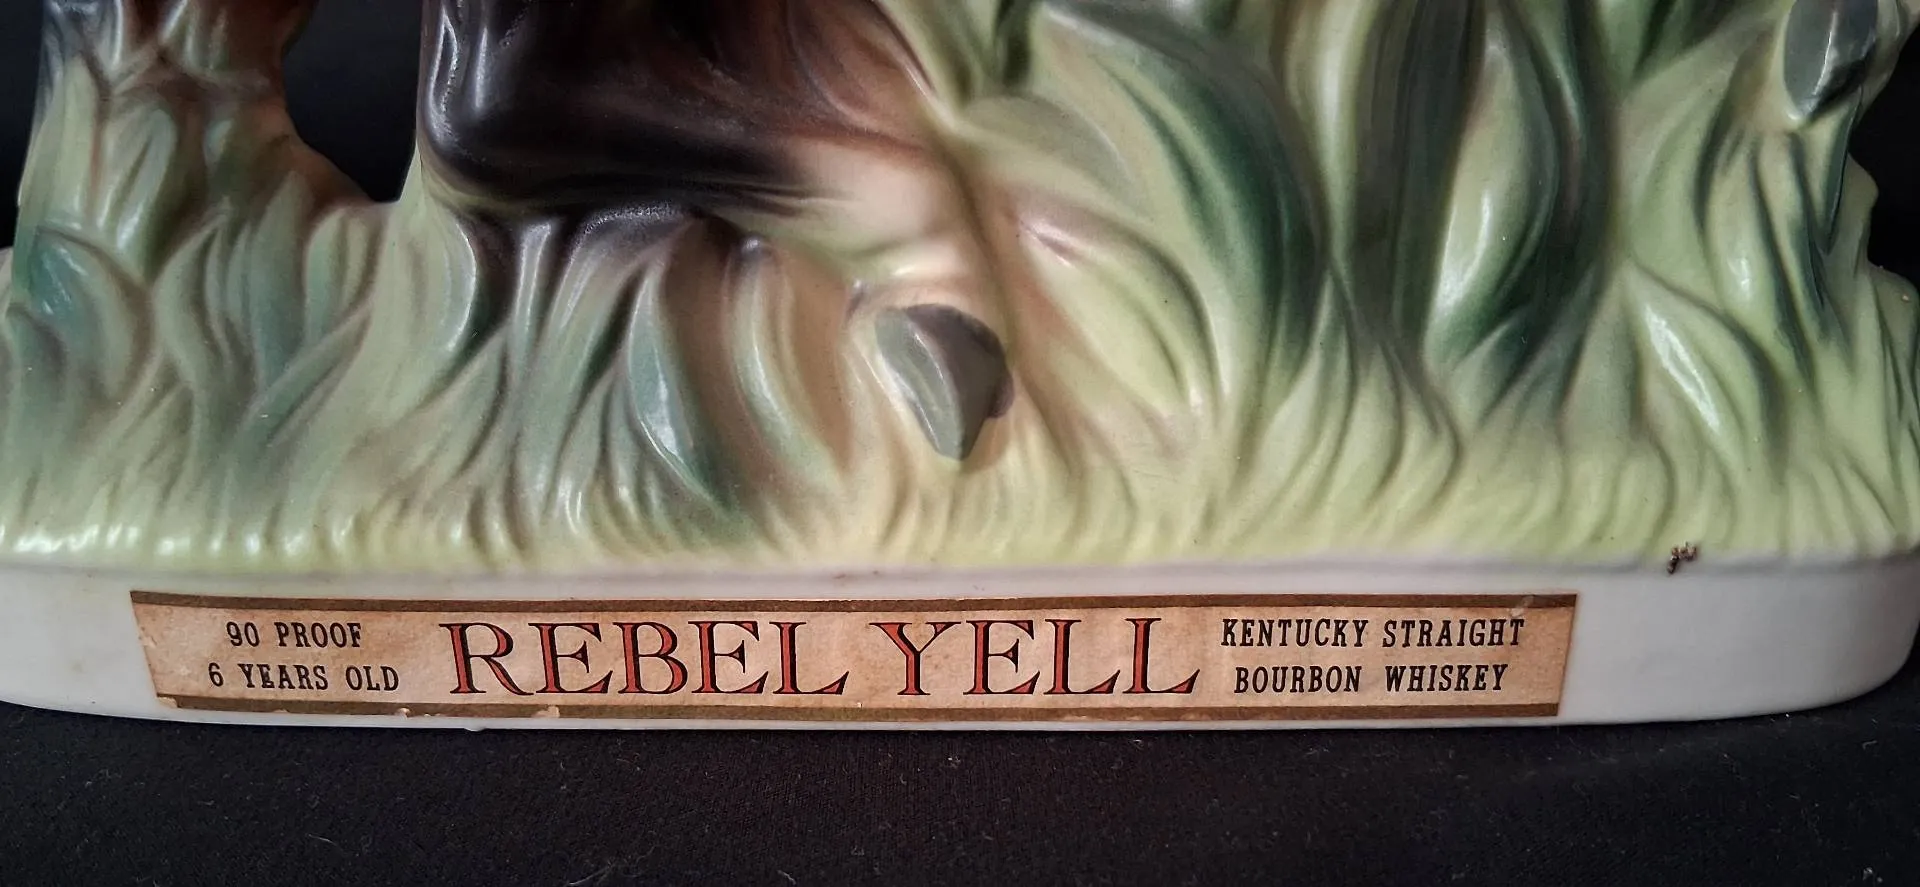 90 PROOF
6 YEARS OLD
REBEL YELL
KENTUCKY STRAIGHT
BOURBON WHISKEY